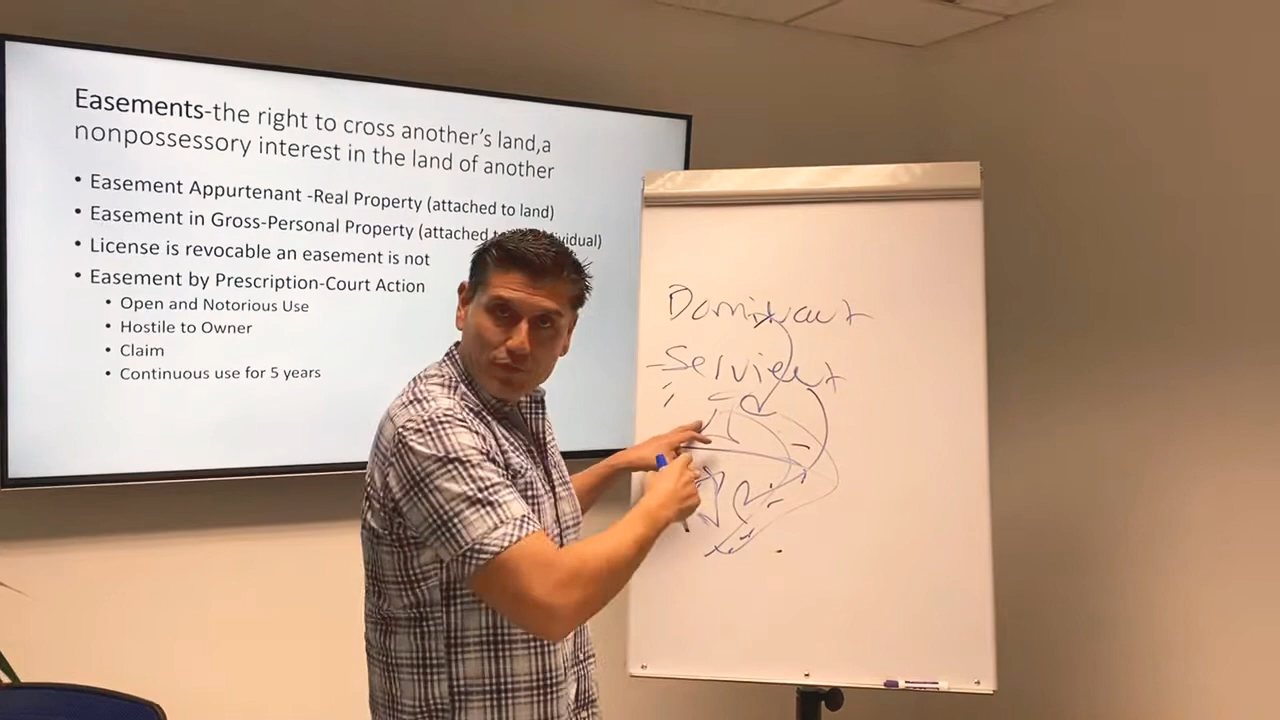 Easements-the right to cross another's land,a
nonpossessory interest in the land of another
• Easement Appurtenant -Real Property (attached to land)
• Easement in Gross-Personal Property (attached vidual)
• License is revocable an easement is not
• Easement by Prescription-Court Action
• Open and Notorious Use
• Hostile to Owner
• Claim
• Continuous use for 5 years
Dominant
-Servient